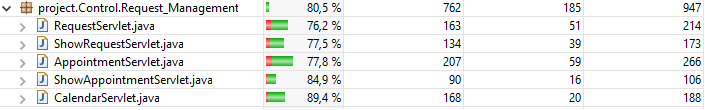 project.Control.Request_Management 80,5 % 762 185 947
RequestServlet.java 76,2 % 163 51 214
ShowRequestServlet.java 77,5 % 134 39 173
AppointmentServlet.java 77,8 % 207 59 266
ShowAppointmentServlet.java 84,9 % 90 16 106
CalendarServlet.java 89,4 % 168 20 188